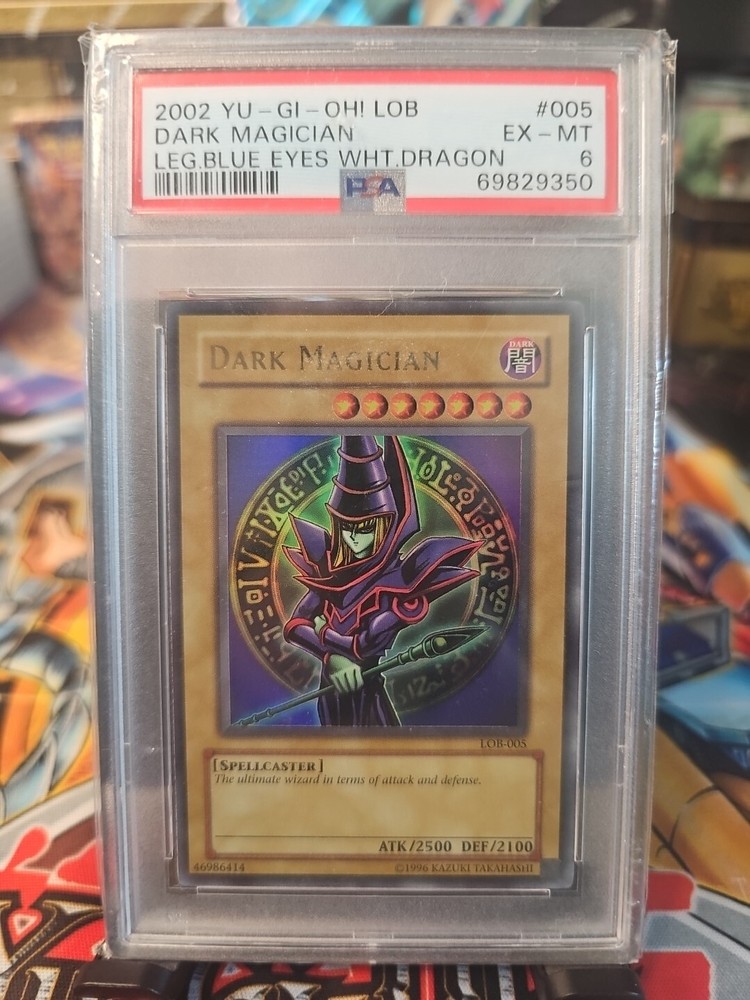 2002 YU-GI-OH! LOB #005
DARK MAGICIAN EX-MT
LEG.BLUE EYES WHT.DRAGON 6
PSA 69829350
DARK MAGICIAN
DARK
闇
LOB-005
[SPELLCASTER]
The ultimate wizard in terms of attack and defense.
ATK/2500 DEF/2100
46986414 ©1996 KAZUKI TAKAHASHI